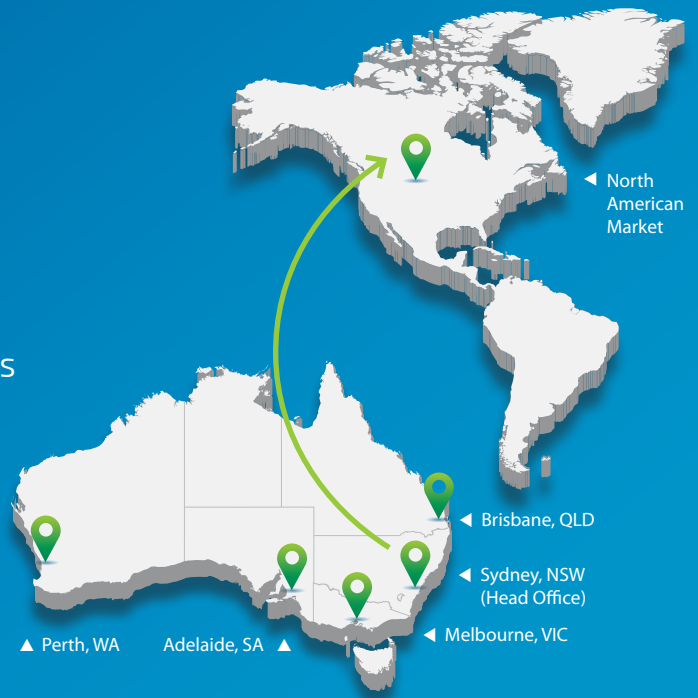 ◀ North
American
Market
s
◀ Brisbane, QLD
◀ Sydney, NSW
(Head Office)
◀ Melbourne, VIC
▲ Perth, WA
Adelaide, SA ▲